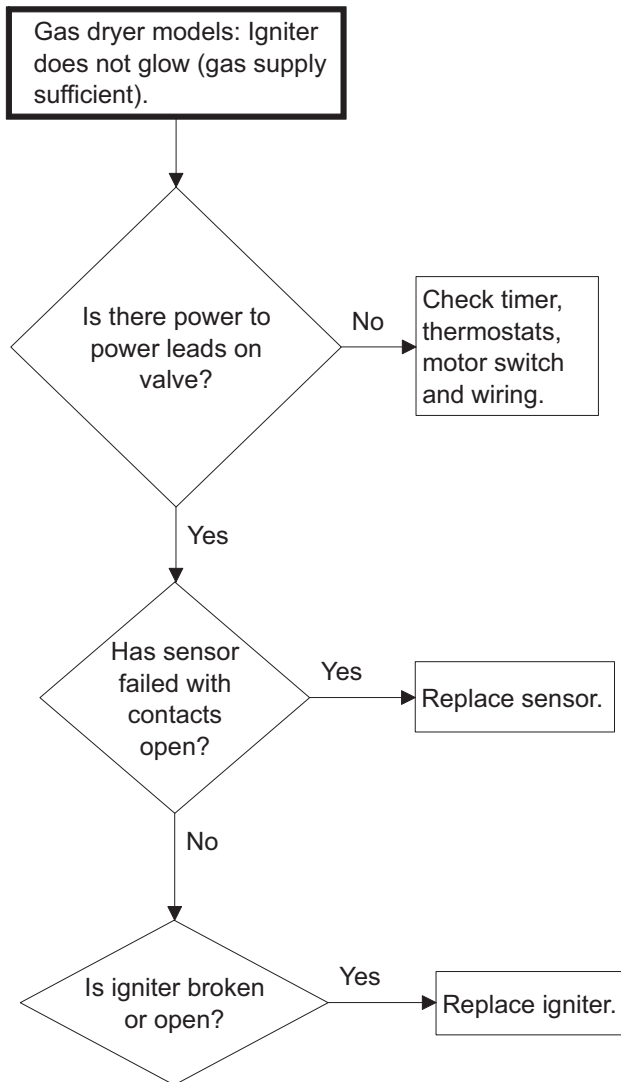 Gas dryer models: Igniter
does not glow (gas supply
sufficient).
Is there power to
power leads on
valve?
No
Check timer,
thermostats,
motor switch
and wiring.
Yes
Has sensor
failed with
contacts
open?
Yes
Replace sensor.
No
Is igniter broken
or open?
Yes
Replace igniter.